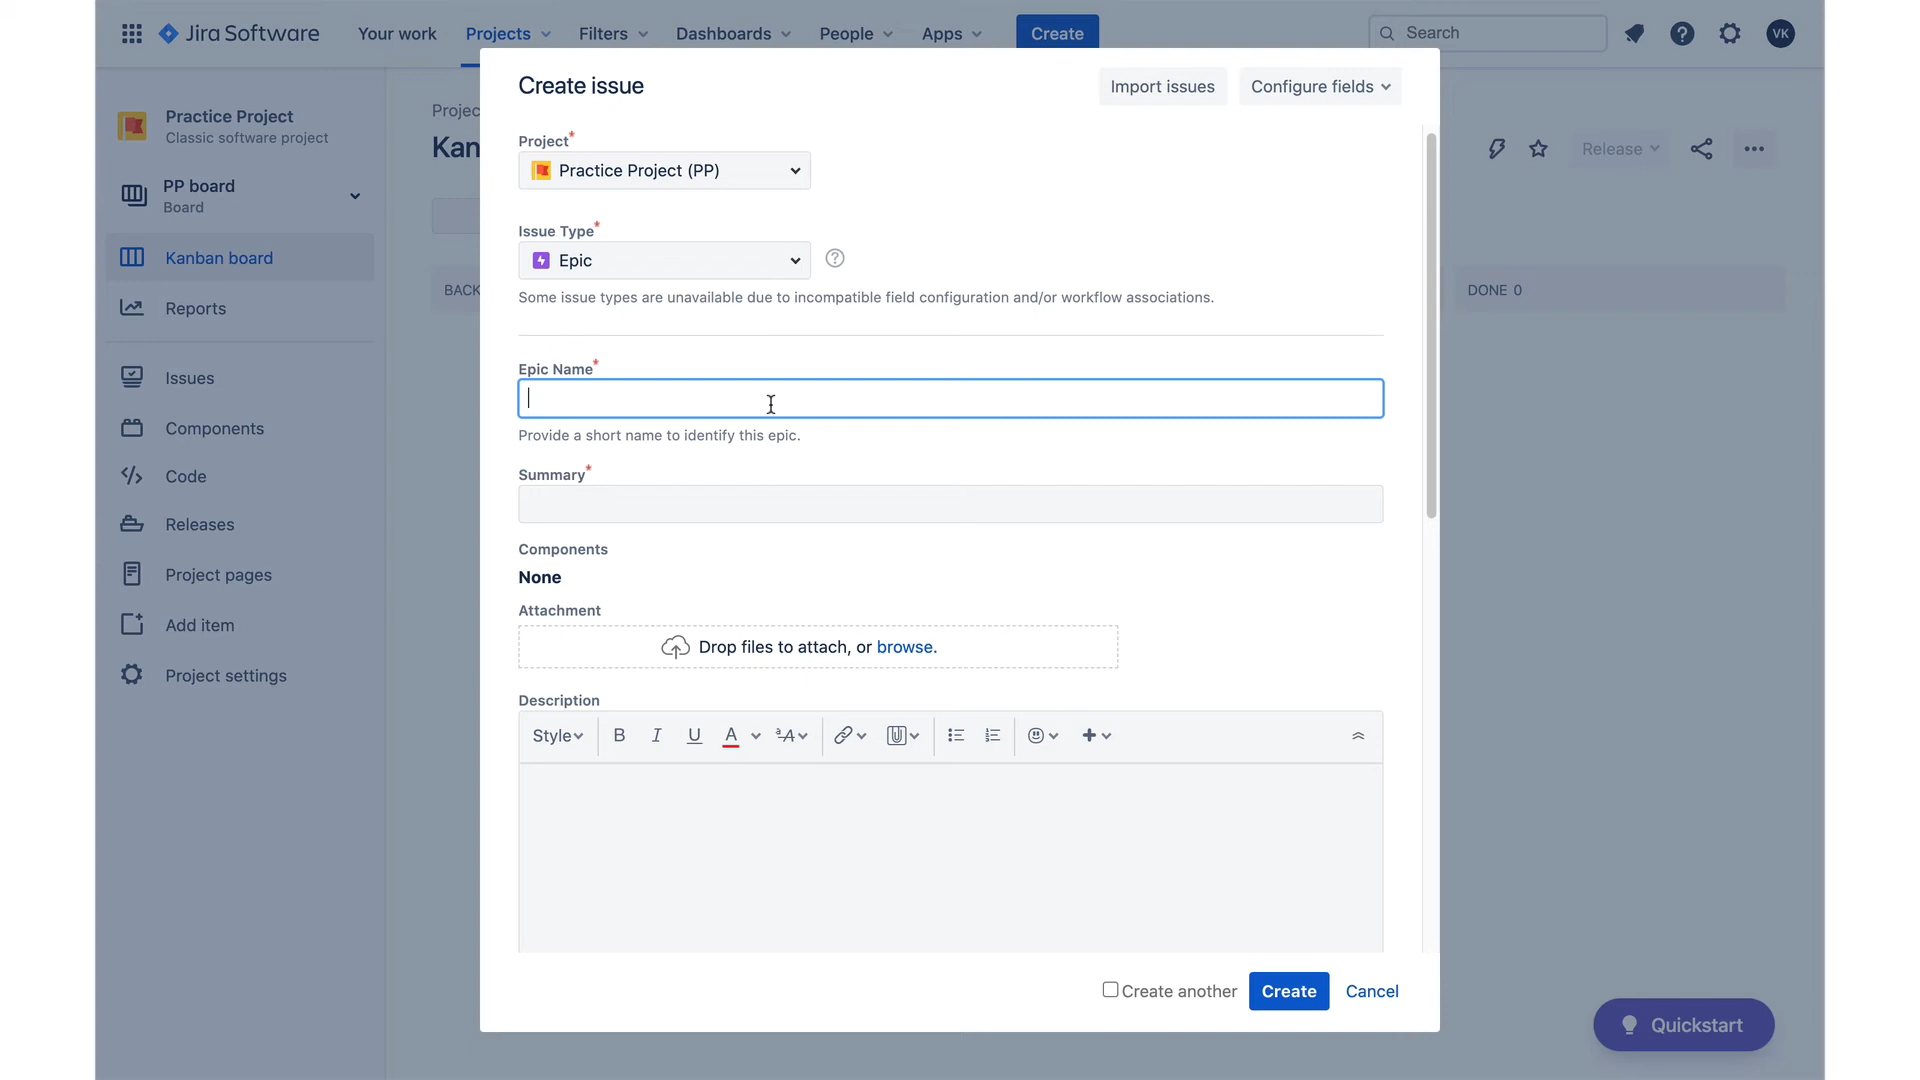 Jira Software
Your work
Projects
Filters
Dashboards
People
Apps
Create
Search
VK
Practice Project
Classic software project
PP board
Board
Kanban board
Reports
Issues
Components
Code
Releases
Project pages
Add item
Project settings
Projec
Kan
BACK
Release
DONE 0
Create issue
Import issues
Configure fields
Project*
Practice Project (PP)
Issue Type*
Epic
Some issue types are unavailable due to incompatible field configuration and/or workflow associations.
Epic Name*
Provide a short name to identify this epic.
Summary*
Components
None
Attachment
Drop files to attach, or browse.
Description
Style B I U A
Create another
Create
Cancel
Quickstart